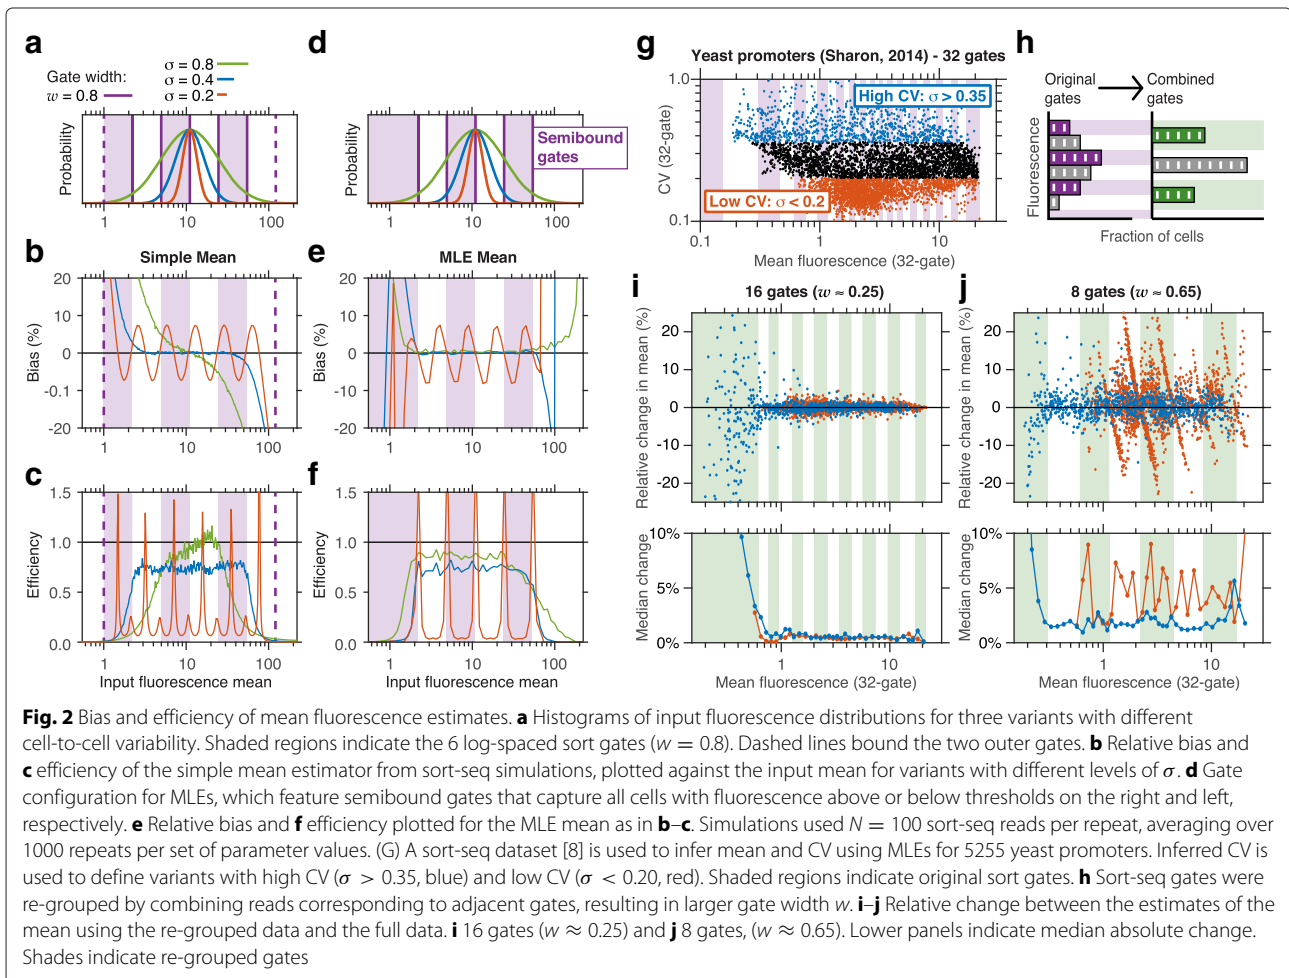 a
Gate width:
w = 0.8
σ = 0.8
σ = 0.4
σ = 0.2
1
10
100
Probability
d
Semibound
gates
1
10
100
Probability
b
Simple Mean
20
10
0
-0.1
-20
Bias (%)
1
10
100
e
MLE Mean
20
10
0
-10
-20
Bias (%)
1
10
100
c
1.5
1.0
0.5
0.0
Efficiency
1
10
100
Input fluorescence mean
f
1.5
1.0
0.5
0.0
Efficiency
1
10
100
Input fluorescence mean
g
Yeast promoters (Sharon, 2014) - 32 gates
1.0
0.1
CV (32-gate)
High CV: σ > 0.35
Low CV: σ < 0.2
0.1
1
10
Mean fluorescence (32-gate)
h
Original
gates
Combined
gates
Fluorescence
Fraction of cells
i
16 gates (w ≈ 0.25)
20
10
0
-10
-20
Relative change in mean (%)
10%
5%
0%
Median change
1
10
Mean fluorescence (32-gate)
j
8 gates (w ≈ 0.65)
20
10
0
-10
-20
Relative change in mean (%)
10%
5%
0%
Median change
1
10
Mean fluorescence (32-gate)
Fig. 2 Bias and efficiency of mean fluorescence estimates. a Histograms of input fluorescence distributions for three variants with different
cell-to-cell variability. Shaded regions indicate the 6 log-spaced sort gates (w = 0.8). Dashed lines bound the two outer gates. b Relative bias and
c efficiency of the simple mean estimator from sort-seq simulations, plotted against the input mean for variants with different levels of σ. d Gate
configuration for MLEs, which feature semibound gates that capture all cells with fluorescence above or below thresholds on the right and left,
respectively. e Relative bias and f efficiency plotted for the MLE mean as in b–c. Simulations used N = 100 sort-seq reads per repeat, averaging over
1000 repeats per set of parameter values. (G) A sort-seq dataset [8] is used to infer mean and CV using MLEs for 5255 yeast promoters. Inferred CV is
used to define variants with high CV (σ > 0.35, blue) and low CV (σ < 0.20, red). Shaded regions indicate original sort gates. h Sort-seq gates were
re-grouped by combining reads corresponding to adjacent gates, resulting in larger gate width w. i–j Relative change between the estimates of the
mean using the re-grouped data and the full data. i 16 gates (w ≈ 0.25) and j 8 gates, (w ≈ 0.65). Lower panels indicate median absolute change.
Shades indicate re-grouped gates